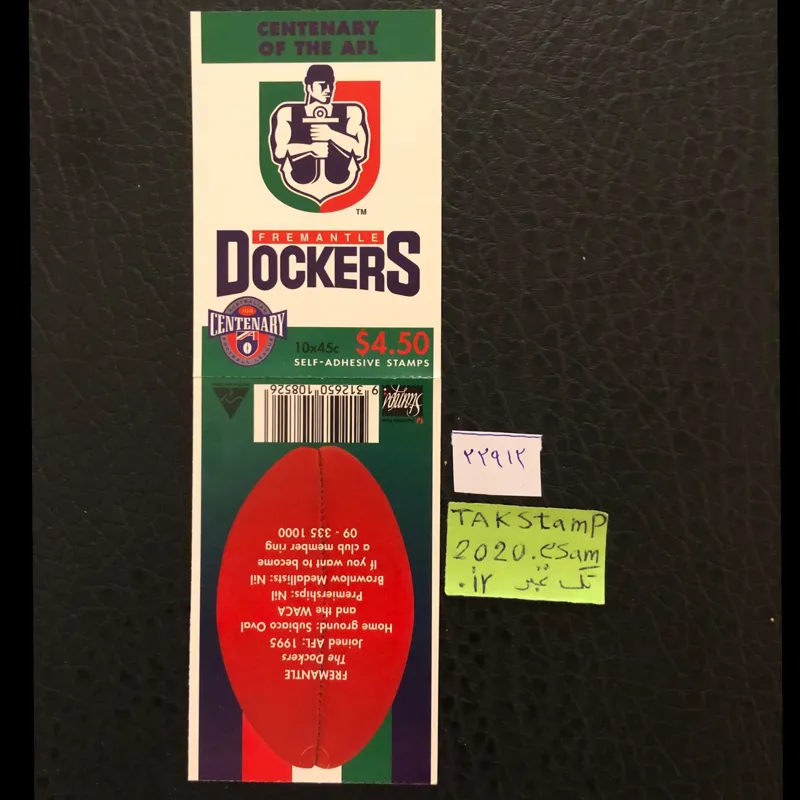 CENTENARY
OF THE AFL
TM
FREMANTLE
DOCKERS
CENTENARY
10x45c $4.50
SELF-ADHESIVE STAMPS
9 312650 108526
FREMANTLE
The Dockers
Joined AFL: 1995
Home ground: Subiaco Oval
and the WACA
Premierships: Nil
Brownlow Medallists: Nil
If you want to become
a club member ring
09 - 335 1000
۲۲۹۱۲
TAKStamP
2020.esam
تک تمبر ۰۱۲